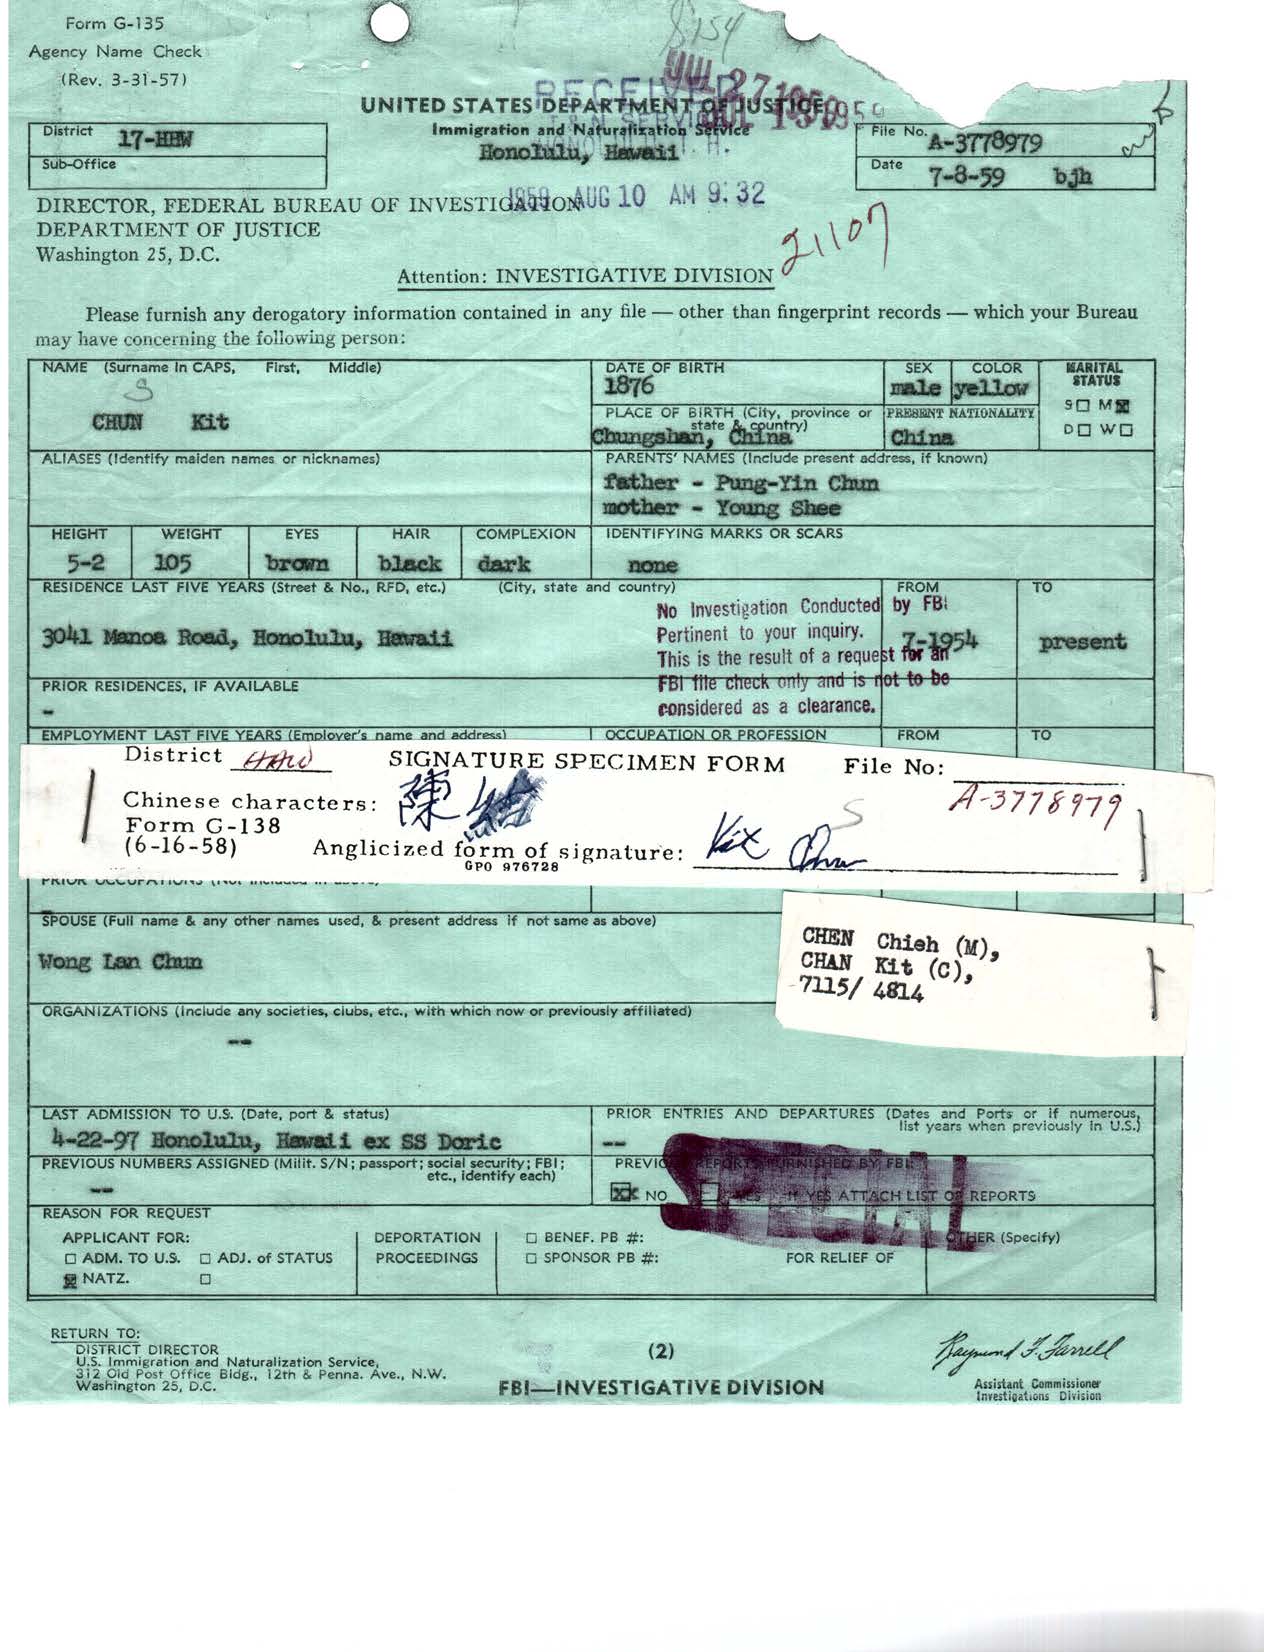 Form G-135
Agency Name Check
(Rev. 3-31-57)
8154
JUL 27 1959
RECEIVED
UNITED STATES DEPARTMENT OF JUSTICE
I & N SERVICE
JUL 13 1959
Immigration and Naturalization Service
HONOLULU, T. H.
Honolulu, Hawaii
District 17-HHW
Sub-Office
File No. A-3778979
Date 7-8-59 bjh
1959 AUG 10 AM 9:32
DIRECTOR, FEDERAL BUREAU OF INVESTIGATION
DEPARTMENT OF JUSTICE
Washington 25, D.C.
21107
Attention: INVESTIGATIVE DIVISION
Please furnish any derogatory information contained in any file — other than fingerprint records — which your Bureau
may have concerning the following person:
NAME (Surname in CAPS, First, Middle)
S
CHUN Kit
DATE OF BIRTH
1876
SEX
male
COLOR
yellow
MARITAL STATUS
S☐ M☒
D☐ W☐
PLACE OF BIRTH (City, province or
state & country)
Chungshan, China
PRESENT NATIONALITY
China
ALIASES (Identify maiden names or nicknames)
PARENTS' NAMES (Include present address, if known)
father - Pung-Yin Chun
mother - Young Shee
HEIGHT WEIGHT EYES HAIR COMPLEXION IDENTIFYING MARKS OR SCARS
5-2 105 brown black dark none
RESIDENCE LAST FIVE YEARS (Street & No., RFD, etc.) (City, state and country) FROM TO
3041 Manoa Road, Honolulu, Hawaii 7-1954 present
No Investigation Conducted by FBI
Pertinent to your inquiry.
This is the result of a request for an
FBI file check only and is not to be
considered as a clearance.
PRIOR RESIDENCES, IF AVAILABLE
-
EMPLOYMENT LAST FIVE YEARS (Employer's name and address) OCCUPATION OR PROFESSION FROM TO
District HAW SIGNATURE SPECIMEN FORM File No:
A-3778979
Chinese characters: 陳
Form G-138
(6-16-58) Anglicized form of signature: Kit Chun
S
GPO 976728
PRIOR OCCUPATIONS (Not included in above)
SPOUSE (Full name & any other names used, & present address if not same as above)
Wong Lan Chun
CHEN Chieh (M),
CHAN Kit (C),
7115/ 4814
ORGANIZATIONS (Include any societies, clubs, etc., with which now or previously affiliated)
--
LAST ADMISSION TO U.S. (Date, port & status)
4-22-97 Honolulu, Hawaii ex SS Doric
PRIOR ENTRIES AND DEPARTURES (Dates and Ports or if numerous,
list years when previously in U.S.)
--
PREVIOUS NUMBERS ASSIGNED (Milit. S/N; passport; social security; FBI;
etc., identify each)
--
PREVIOUS REPORTS FURNISHED BY FBI:
☒ NO ☐ YES IF YES ATTACH LIST OF REPORTS
REASON FOR REQUEST
APPLICANT FOR:
☐ ADM. TO U.S. ☐ ADJ. of STATUS
☒ NATZ. ☐
DEPORTATION
PROCEEDINGS
☐ BENEF. PB #:
☐ SPONSOR PB #:
FOR RELIEF OF
OTHER (Specify)
RETURN TO:
DISTRICT DIRECTOR
U.S. Immigration and Naturalization Service,
312 Old Post Office Bldg., 12th & Penna. Ave., N.W.
Washington 25, D.C.
(2)
FBI—INVESTIGATIVE DIVISION
Raymond F. Farrell
Assistant Commissioner
Investigations Division